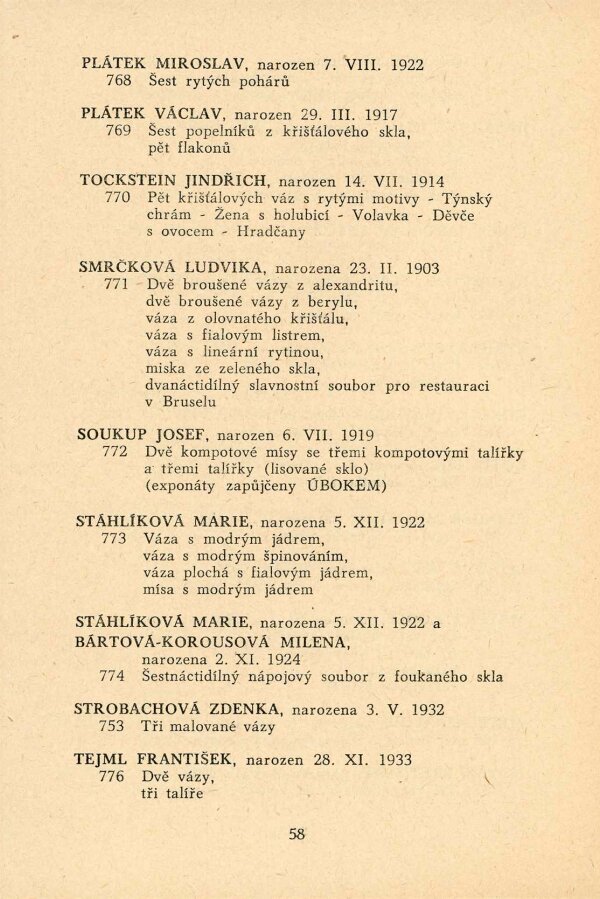 PLÁTEK MIROSLAV, narozen 7. VIII. 1922
768 Šest rytých pohárů
PLÁTEK VÁCLAV, narozen 29. III. 1917
769 Šest popelníků z křišťálového skla,
pět flakonů
TOCKSTEIN JINDŘICH, narozen 14. VII. 1914
770 Pět křišťálových váz s rytými motivy - Týnský
chrám - Žena s holubicí - Volavka - Děvče
s ovocem - Hradčany
SMRČKOVÁ LUDVIKA, narozena 23. II. 1903
771 Dvě broušené vázy z alexandritu,
dvě broušené vázy z berylu,
váza z olovnatého křišťálu,
váza s fialovým listrem,
váza s lineární rytinou,
miska ze zeleného skla,
dvanáctidílný slavnostní soubor pro restauraci
v Bruselu
SOUKUP JOSEF, narozen 6. VII. 1919
772 Dvě kompotové mísy se třemi kompotovými talířky
a třemi talířky (lisované sklo)
(exponáty zapůjčeny ÚBOKEM)
STÁHLÍKOVÁ MARIE, narozena 5. XII. 1922
773 Váza s modrým jádrem,
váza s modrým špinováním,
váza plochá s fialovým jádrem,
mísa s modrým jádrem
STÁHLÍKOVÁ MARIE, narozena 5. XII. 1922 a
BÁRTOVÁ-KOROUSOVÁ MILENA,
narozena 2. XI. 1924
774 Šestnáctidílný nápojový soubor z foukaného skla
STROBACHOVÁ ZDENKA, narozena 3. V. 1932
753 Tři malované vázy
TEJML FRANTIŠEK, narozen 28. XI. 1933
776 Dvě vázy,
tři talíře
58